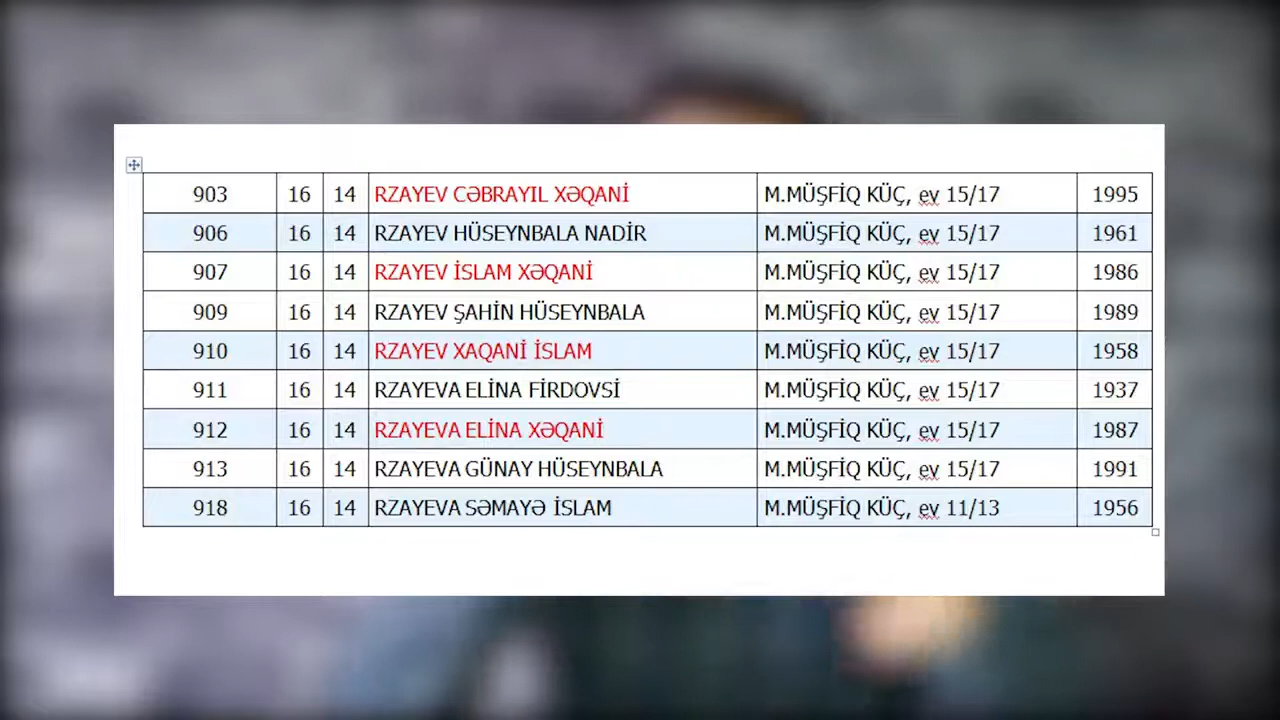 903 16 14 RZAYEV CƏBRAYIL XƏQANİ M.MÜŞFİQ KÜÇ, ev 15/17 1995
906 16 14 RZAYEV HÜSEYNBALA NADİR M.MÜŞFİQ KÜÇ, ev 15/17 1961
907 16 14 RZAYEV İSLAM XƏQANİ M.MÜŞFİQ KÜÇ, ev 15/17 1986
909 16 14 RZAYEV ŞAHİN HÜSEYNBALA M.MÜŞFİQ KÜÇ, ev 15/17 1989
910 16 14 RZAYEV XAQANİ İSLAM M.MÜŞFİQ KÜÇ, ev 15/17 1958
911 16 14 RZAYEVA ELİNA FİRDOVSİ M.MÜŞFİQ KÜÇ, ev 15/17 1937
912 16 14 RZAYEVA ELİNA XƏQANİ M.MÜŞFİQ KÜÇ, ev 15/17 1987
913 16 14 RZAYEVA GÜNAY HÜSEYNBALA M.MÜŞFİQ KÜÇ, ev 15/17 1991
918 16 14 RZAYEVA SƏMAYƏ İSLAM M.MÜŞFİQ KÜÇ, ev 11/13 1956